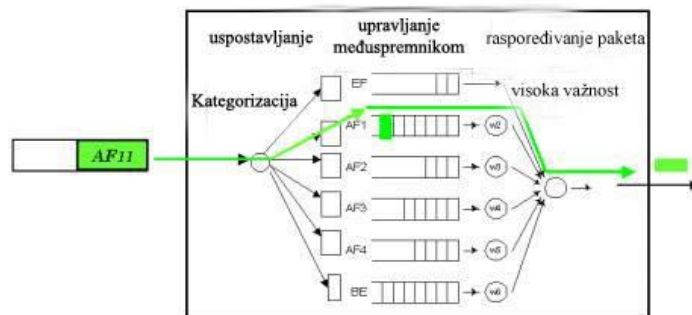 uspostavljanje
upravljanje
međuspremnikom
raspoređivanje paketa
Kategorizacija
visoka važnost
EF
AF11
AF1
w2
AF2
w3
AF3
w4
AF4
w5
BE
w6